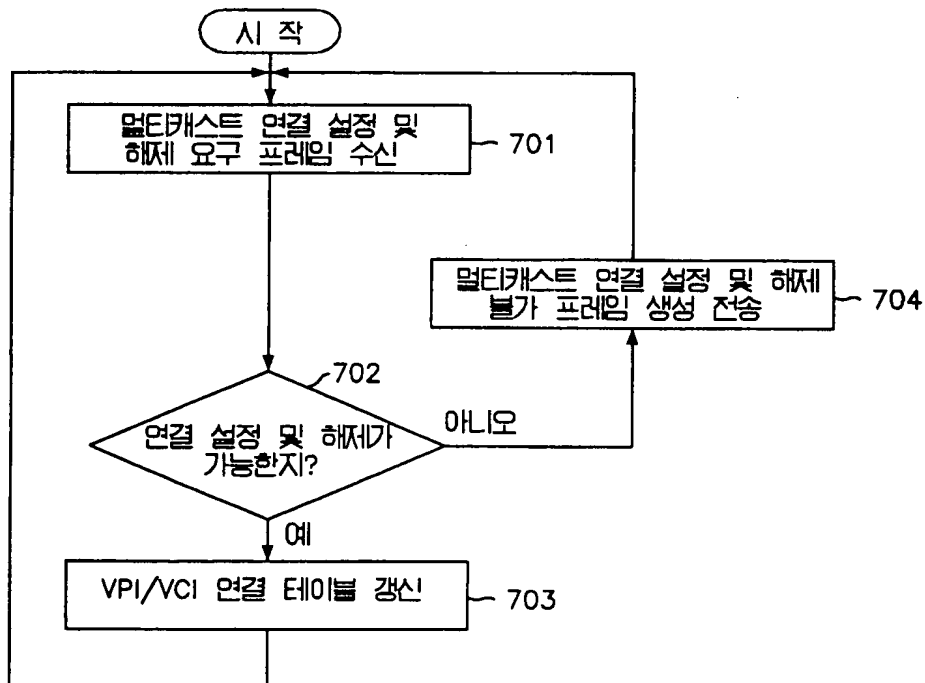 시 작
멀티캐스트 연결 설정 및
해제 요구 프레임 수신
701
멀티캐스트 연결 설정 및 해제
불가 프레임 생성 전송
704
702
연결 설정 및 해제가
가능한지?
아니오
예
VPI/VCI 연결 테이블 갱신
703